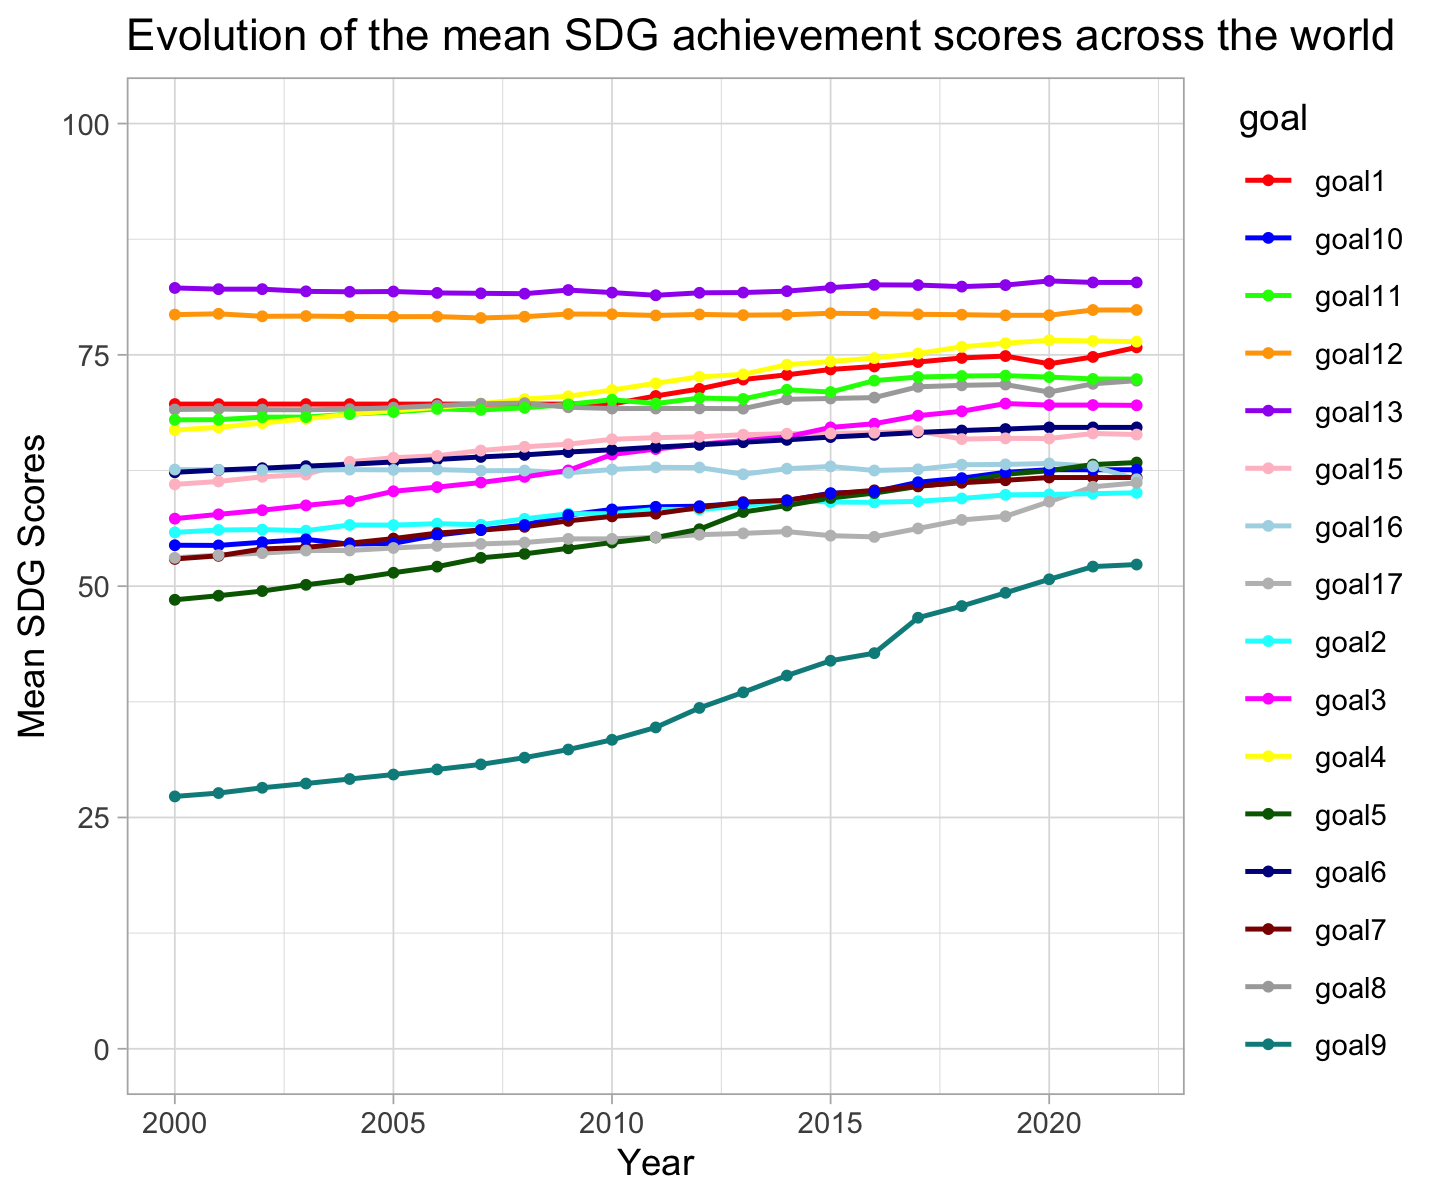 Evolution of the mean SDG achievement scores across the world
100
75
50
25
0
Mean SDG Scores
2000 2005 2010 2015 2020
Year
goal
goal1
goal10
goal11
goal12
goal13
goal15
goal16
goal17
goal2
goal3
goal4
goal5
goal6
goal7
goal8
goal9